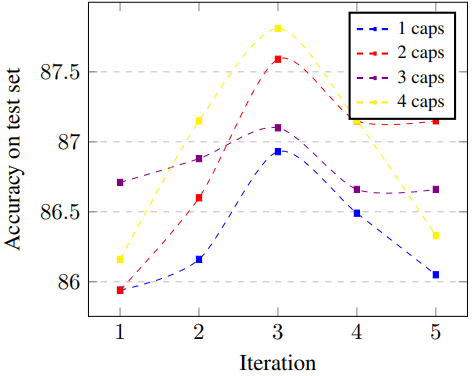 Accuracy on test set
87.5
87
86.5
86
1 caps
2 caps
3 caps
4 caps
1 2 3 4 5
Iteration